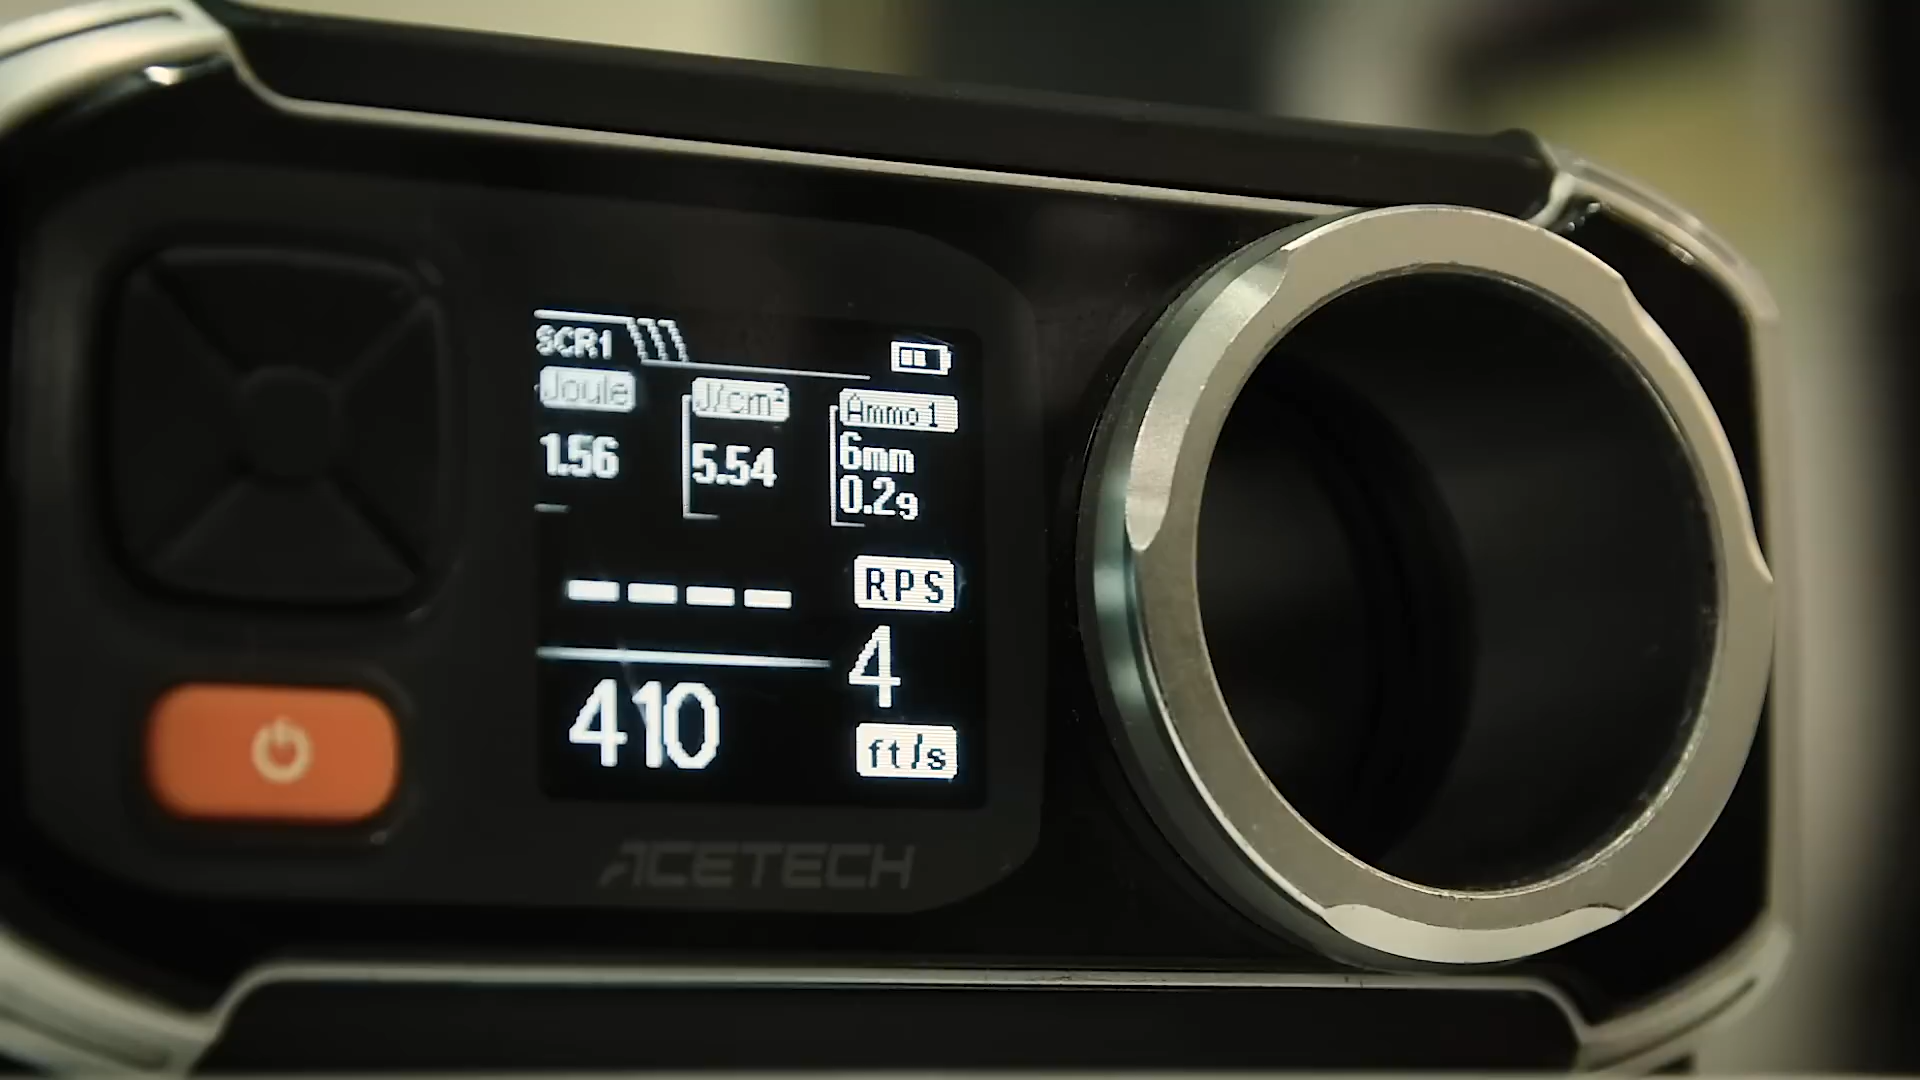 SCR1
Joule
J/cm²
Ammo 1
1.56
5.54
6mm
0.2g
----
RPS
4
410
ft/s
ACETECH